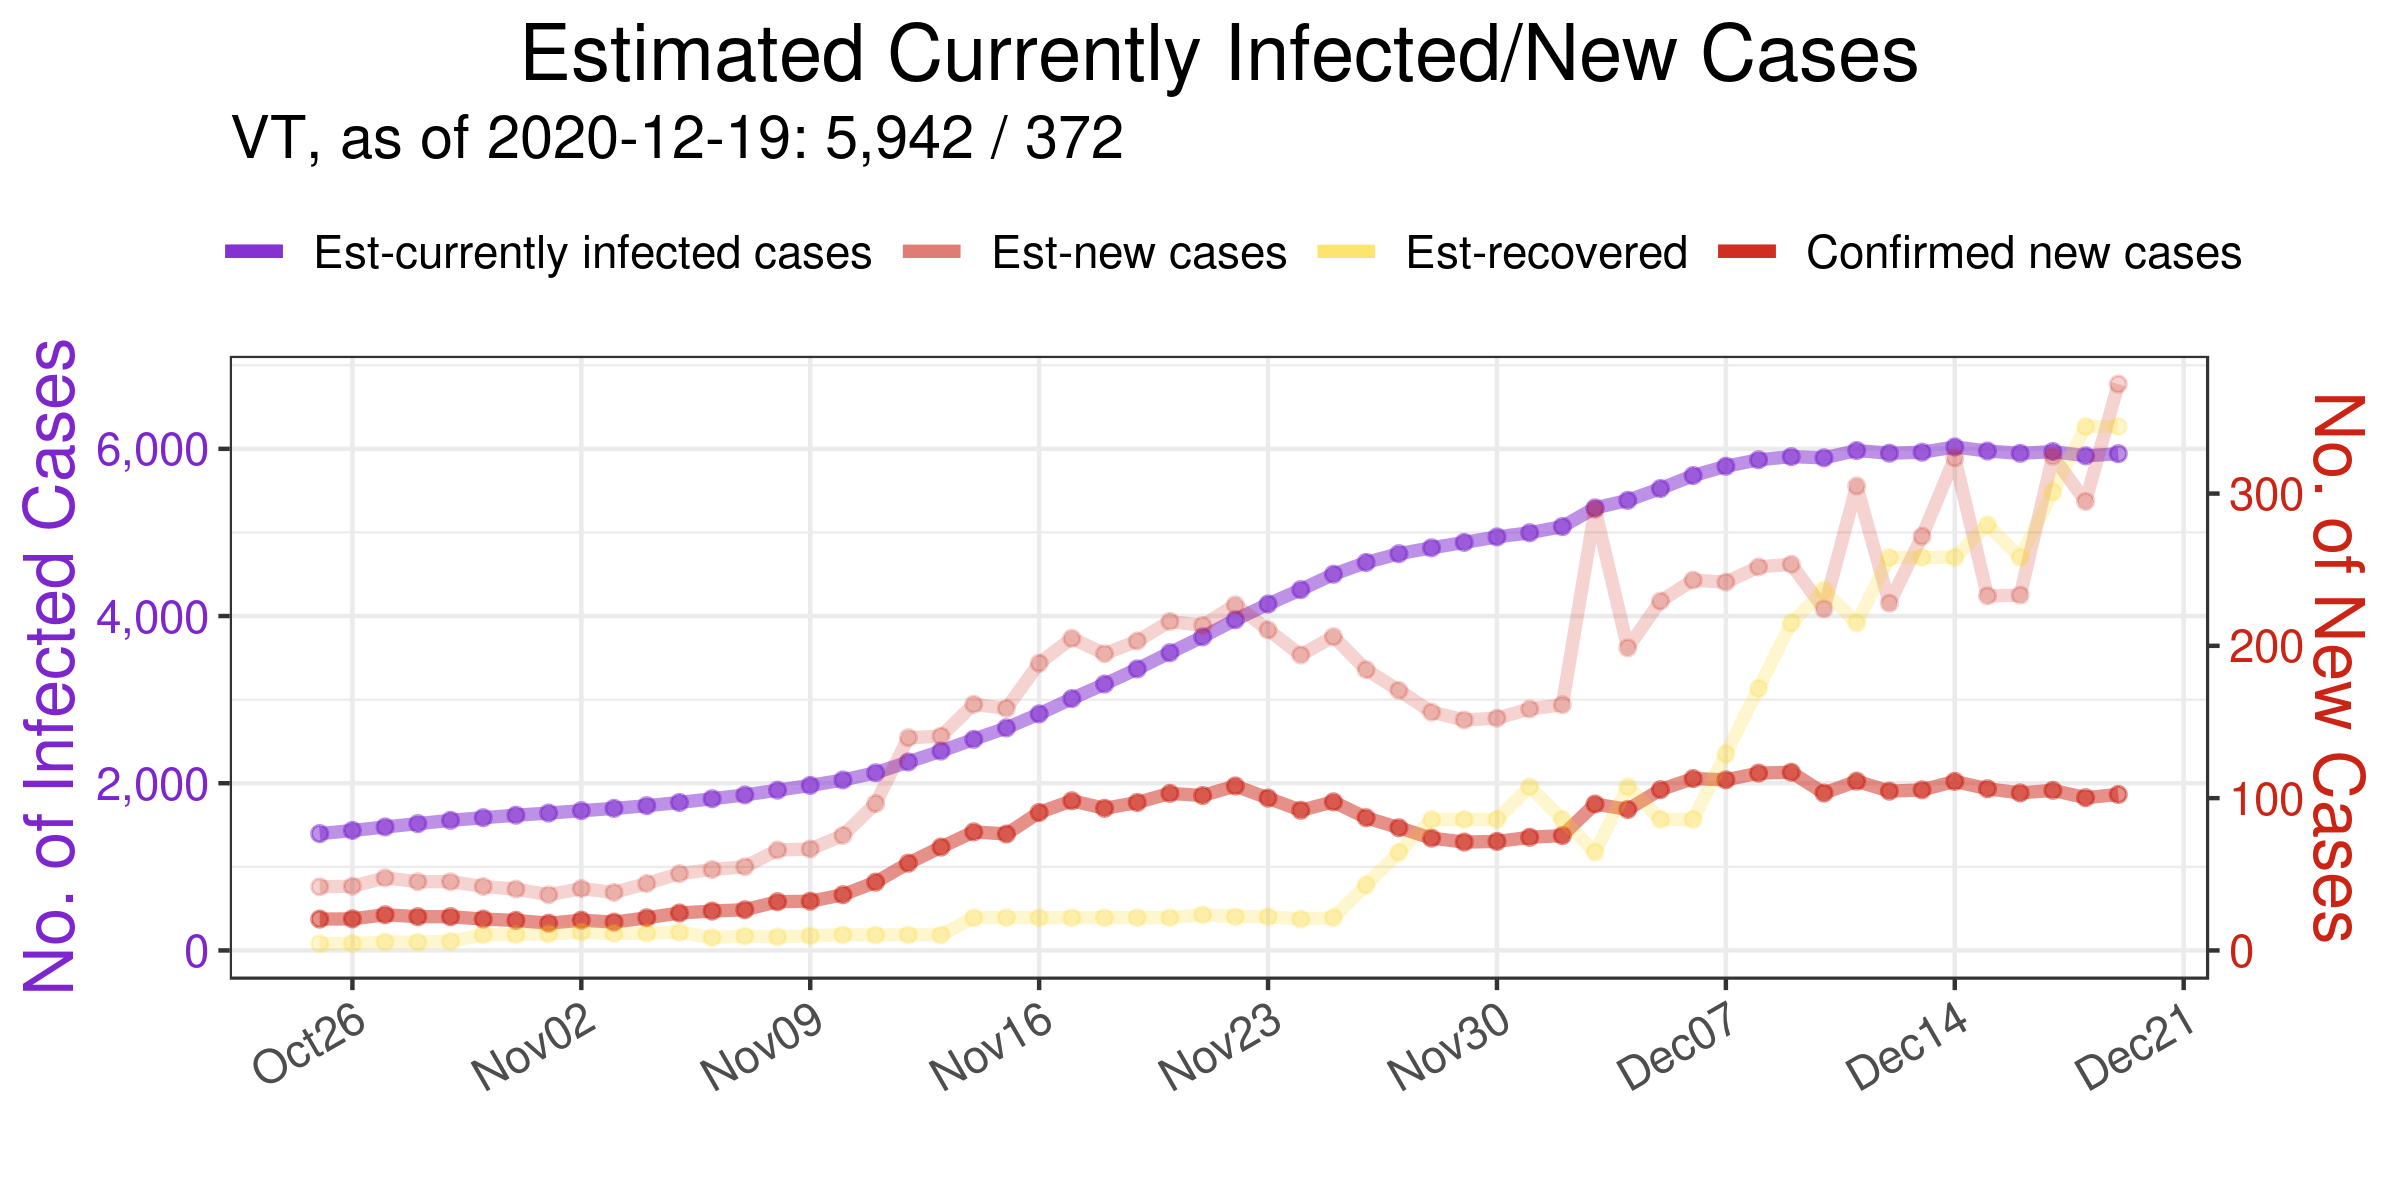 Estimated Currently Infected/New Cases
VT, as of 2020-12-19: 5,942 / 372
Est-currently infected cases Est-new cases Est-recovered Confirmed new cases
No. of Infected Cases
6,000
4,000
2,000
0
300
200
100
0
No. of New Cases
Oct26 Nov02 Nov09 Nov16 Nov23 Nov30 Dec07 Dec14 Dec21